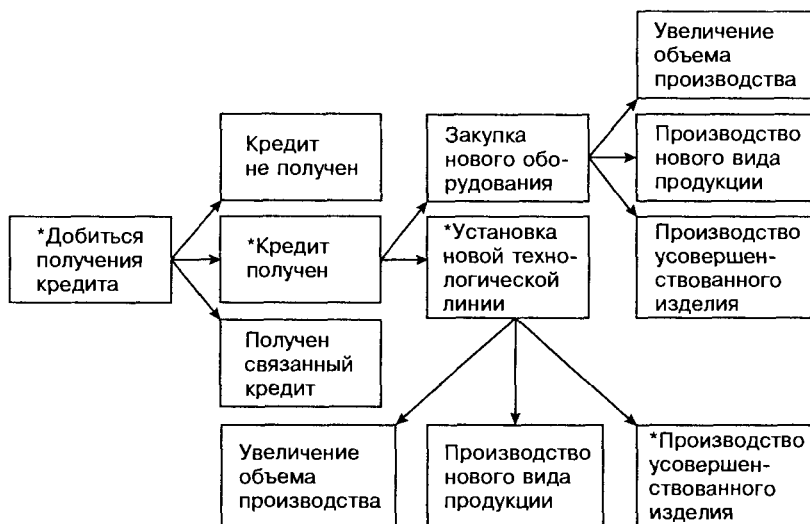 Увеличение
объема
производства
Кредит
не получен
Закупка
нового обо-
рудования
Производство
нового вида
продукции
*Добиться
получения
кредита
*Кредит
получен
*Установка
новой техно-
логической
линии
Производство
усовершен-
ствованного
изделия
Получен
связанный
кредит
Увеличение
объема
производства
Производство
нового вида
продукции
*Производство
усовершен-
ствованного
изделия